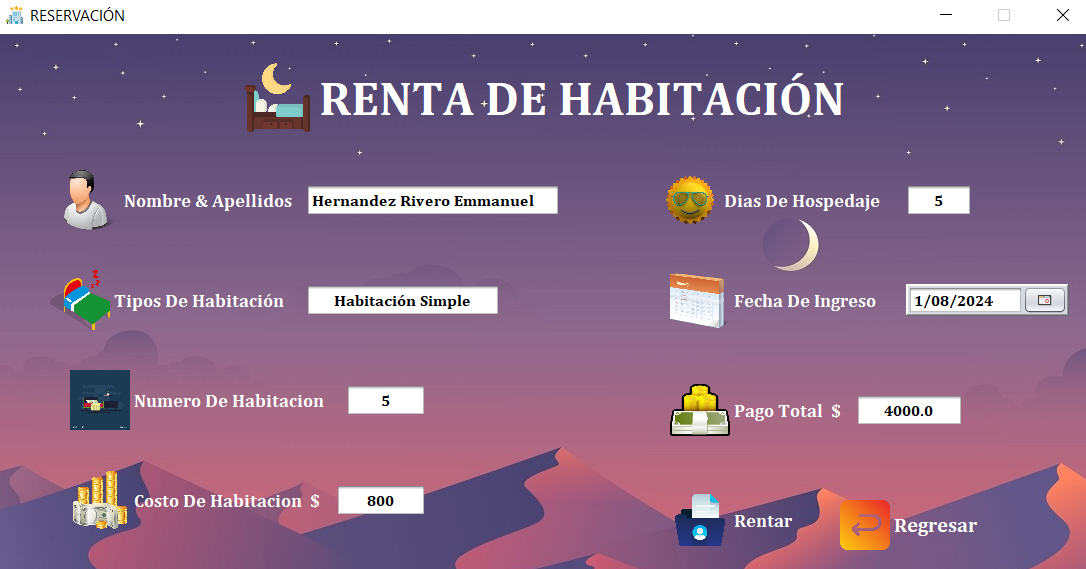 RESERVACIÓN
RENTA DE HABITACIÓN
Nombre & Apellidos Hernandez Rivero Emmanuel
Dias De Hospedaje 5
Tipos De Habitación Habitación Simple
Fecha De Ingreso 1/08/2024
Numero De Habitacion 5
Pago Total $ 4000.0
Costo De Habitacion $ 800
Rentar
Regresar